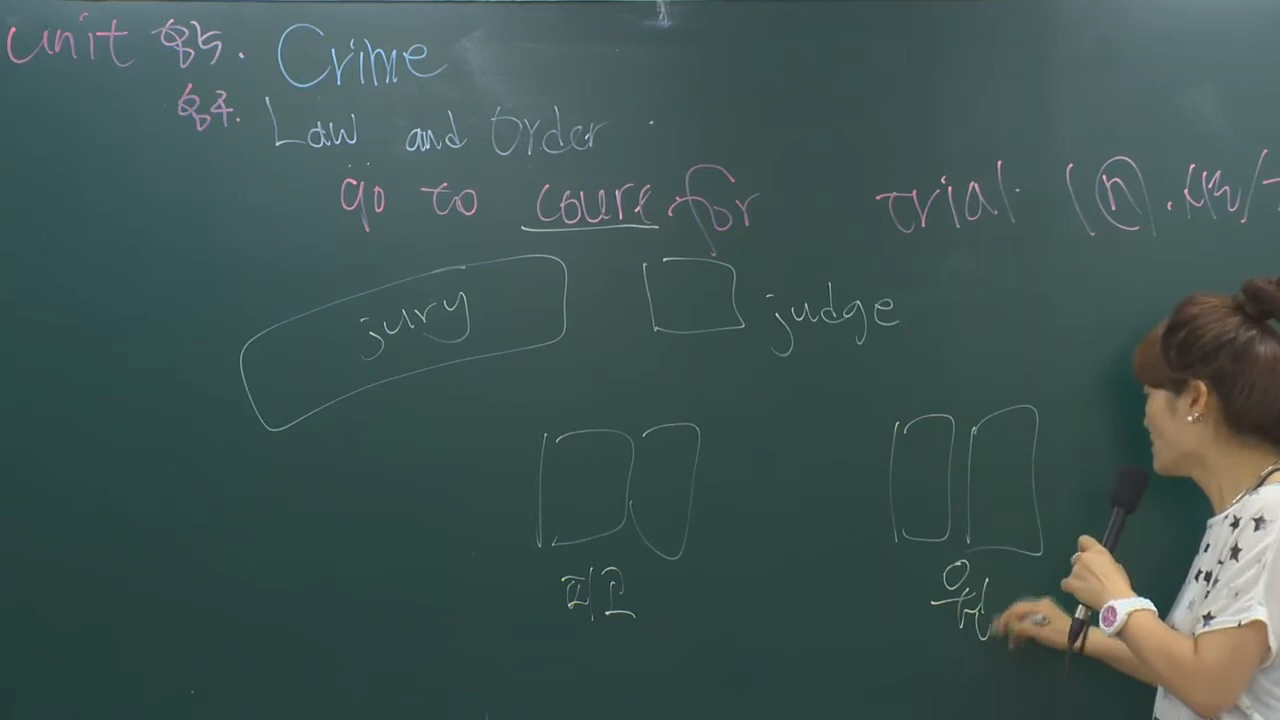 unit 85. Crime
84. Law and Order.
go to court for trial. (n).
jury
judge
피고
원